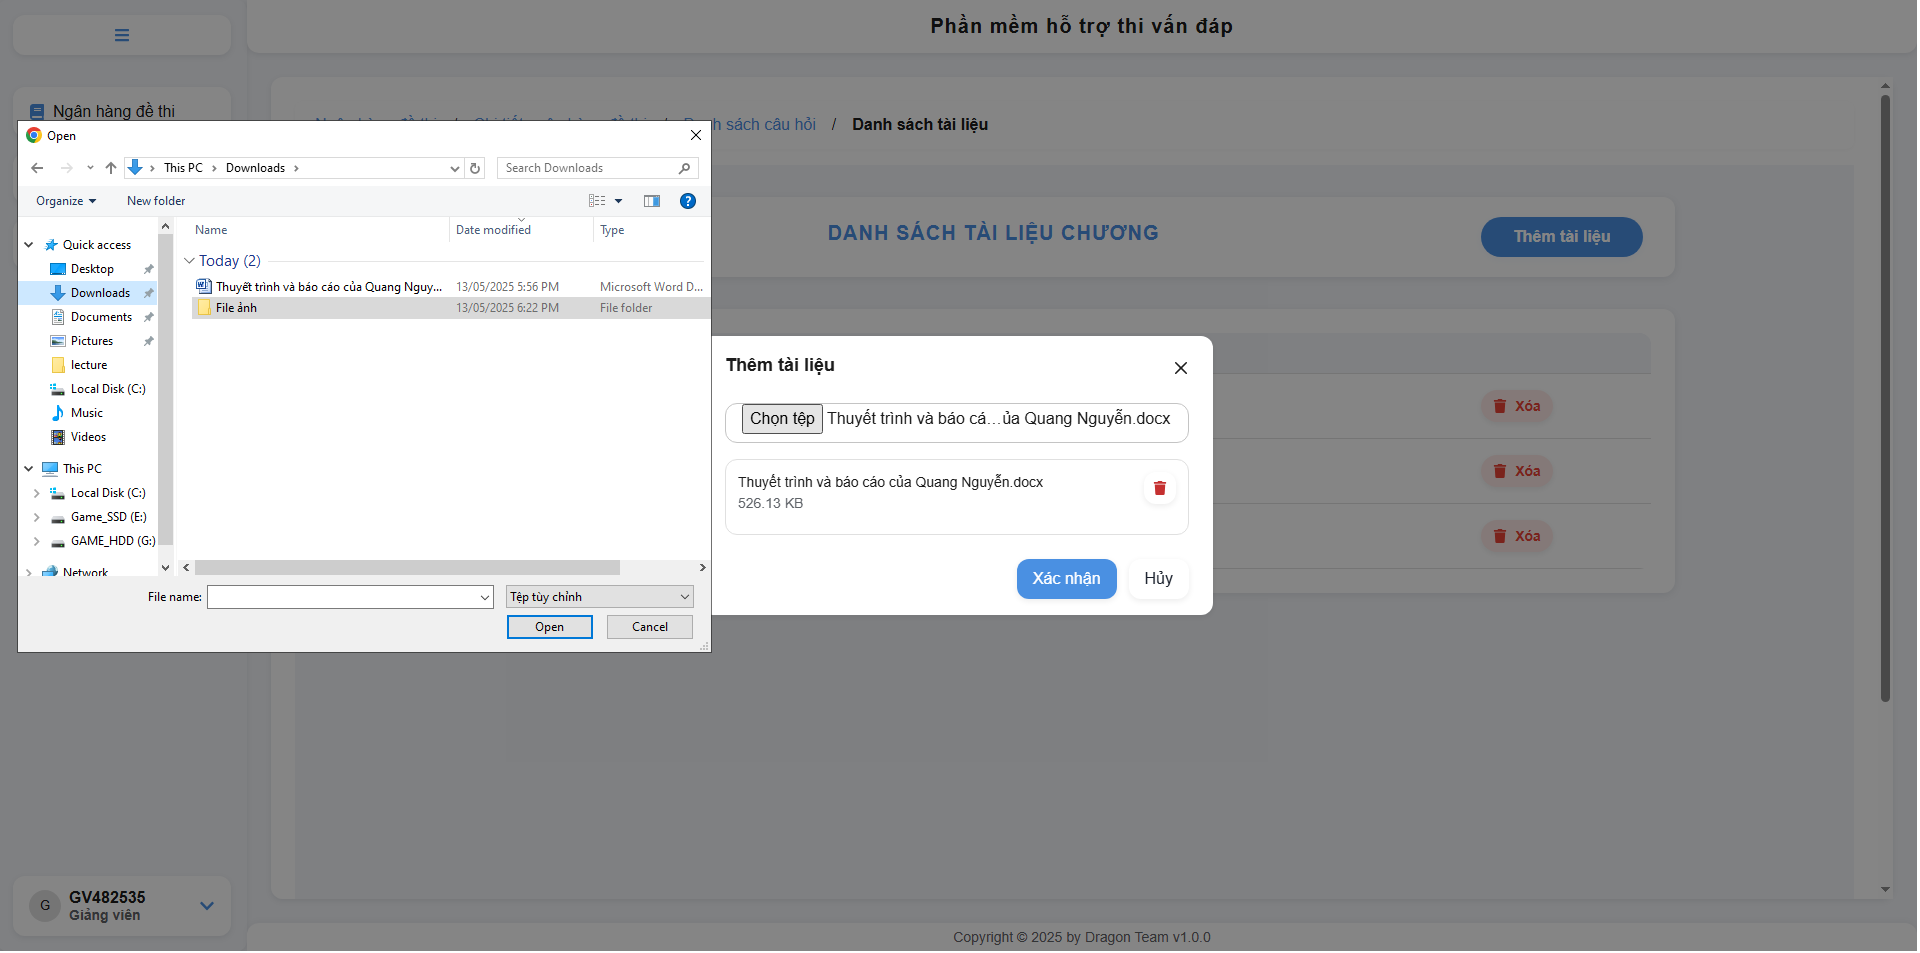 Phần mềm hỗ trợ thi vấn đáp
Ngân hàng đề thi
Open
This PC
Downloads
Search Downloads
Organize
New folder
?
Quick access
Desktop
Downloads
Documents
Pictures
lecture
Local Disk (C:)
Music
Videos
This PC
Local Disk (C:)
Game_SSD (E:)
GAME_HDD (G:)
Network
Name Date modified Type
Today (2)
Thuyết trình và báo cáo của Quang Nguy... 13/05/2025 5:56 PM Microsoft Word D...
File ảnh 13/05/2025 6:22 PM File folder
File name:
Tệp tùy chỉnh
Open Cancel
sách câu hỏi / Danh sách tài liệu
DANH SÁCH TÀI LIỆU CHƯƠNG
Thêm tài liệu
Xóa
Xóa
Xóa
Thêm tài liệu
Chọn tệp Thuyết trình và báo cá...ủa Quang Nguyễn.docx
Thuyết trình và báo cáo của Quang Nguyễn.docx
526.13 KB
Xác nhận Hủy
G
GV482535
Giảng viên
Copyright © 2025 by Dragon Team v1.0.0